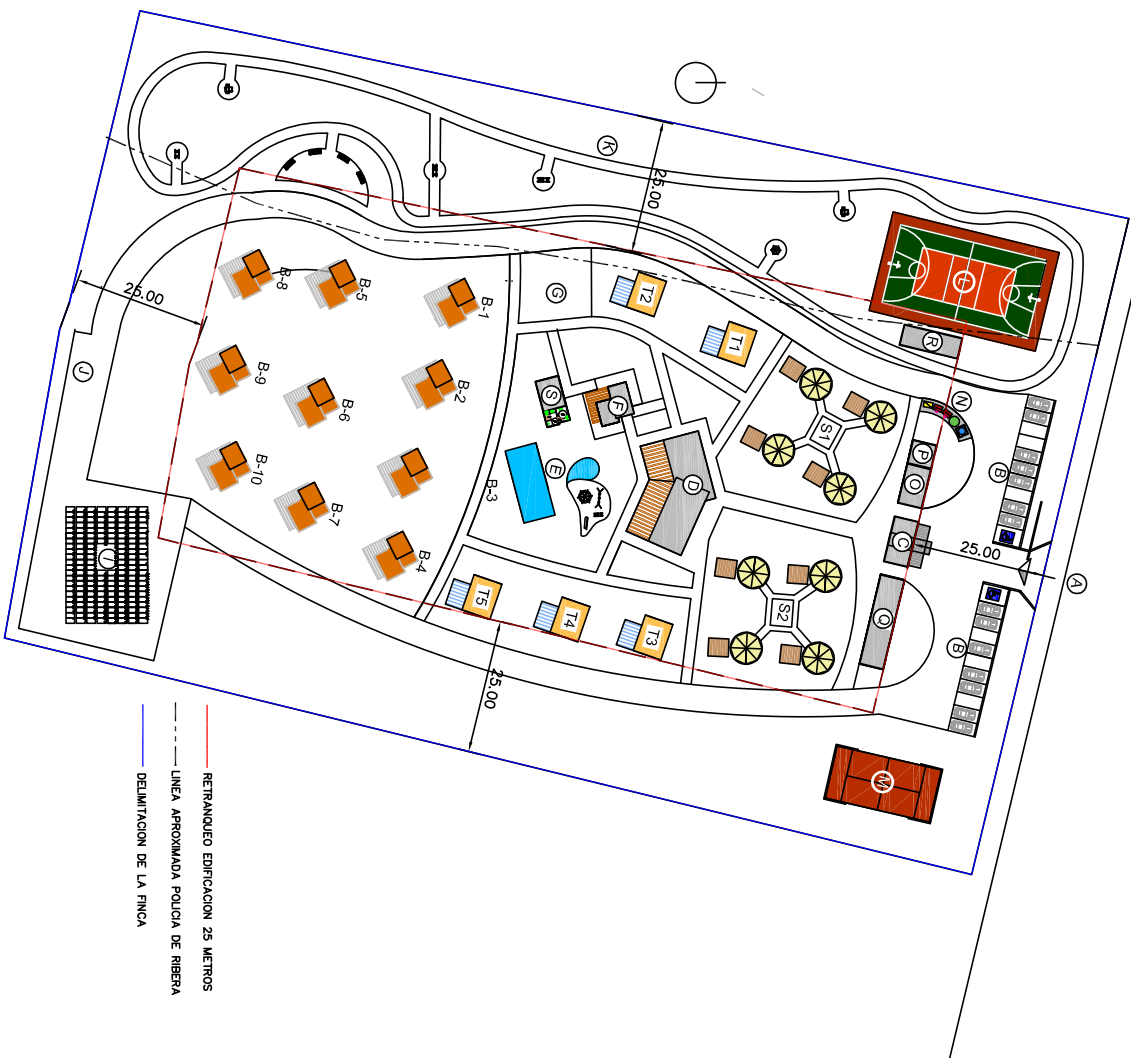 K
25.00
L
R
G
T2
T1
B-8
B-5
B-1
25.00
J
B-9
B-6
B-2
S
F
S1
N
P
O
B
B-10
B-7
B-3
B-4
E
D
C
25.00
A
Q
S2
B
U
T5
T4
T3
25.00
M
RETRANQUEO EDIFICACION 25 METROS
LINEA APROXIMADA POLICIA DE RIBERA
DELIMITACION DE LA FINCA